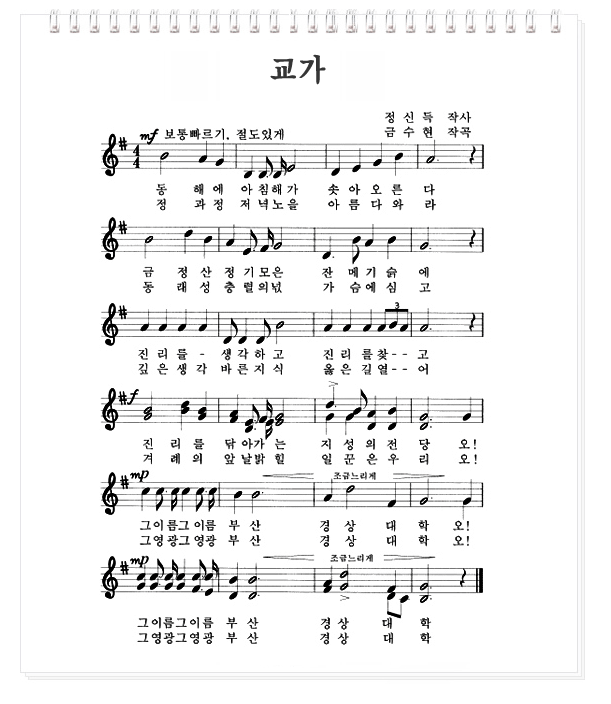 교가
정신득 작사
금수현 작곡
mf 보통빠르기. 절도있게
동 해에 아침해가 솟아오른다
정 과정 저녁노을 아름다와라
금 정산 정기모은 잔메기슭에
동 래성 충렬의넋 가슴에심고
3
진리를 - 생각하고 진리를찾--고
깊은생각 바른지식 옳은길열--어
f
진리를 닦아가는 지성의전당오!
겨레의 앞날밝힐 일꾼은우리오!
mp 조금느리게
그이름그이름 부산 경상대학오!
그영광그영광 부산 경상대학오!
mp 조금느리게
그이름그이름 부산 경상대학
그영광그영광 부산 경상대학